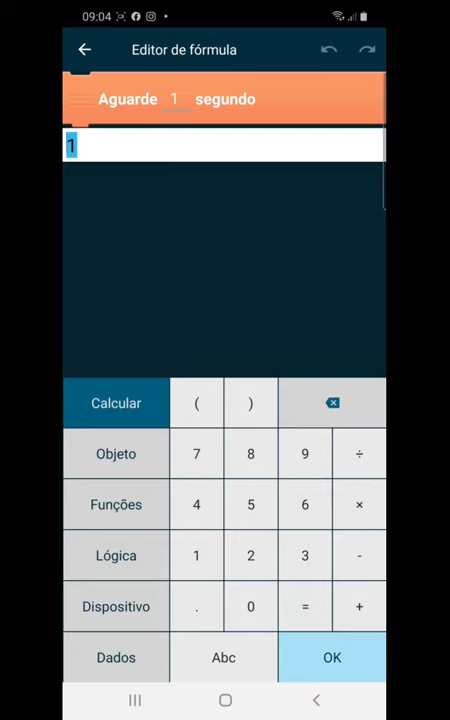 09:04
Editor de fórmula
Aguarde 1 segundo
1
Calcular ( )
Objeto 7 8 9 ÷
Funções 4 5 6 ×
Lógica 1 2 3 -
Dispositivo . 0 = +
Dados Abc OK